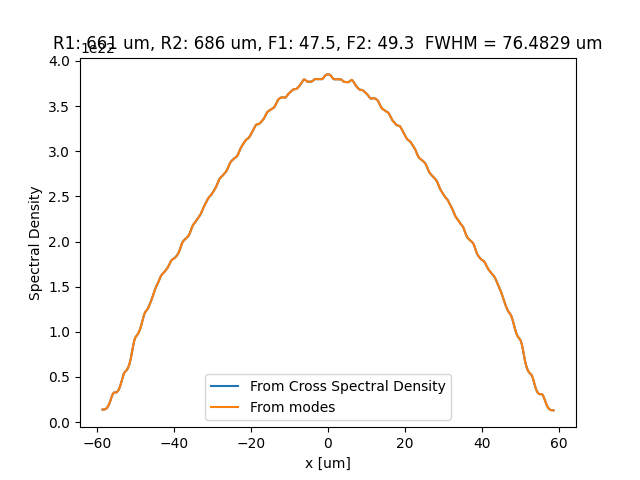 R1: 661 um, R2: 686 um, F1: 47.5, F2: 49.3  FWHM = 76.4829 um
1e22
4.0
3.5
3.0
2.5
2.0
1.5
1.0
0.5
0.0
Spectral Density
From Cross Spectral Density
From modes
−60 −40 −20 0 20 40 60
x [um]